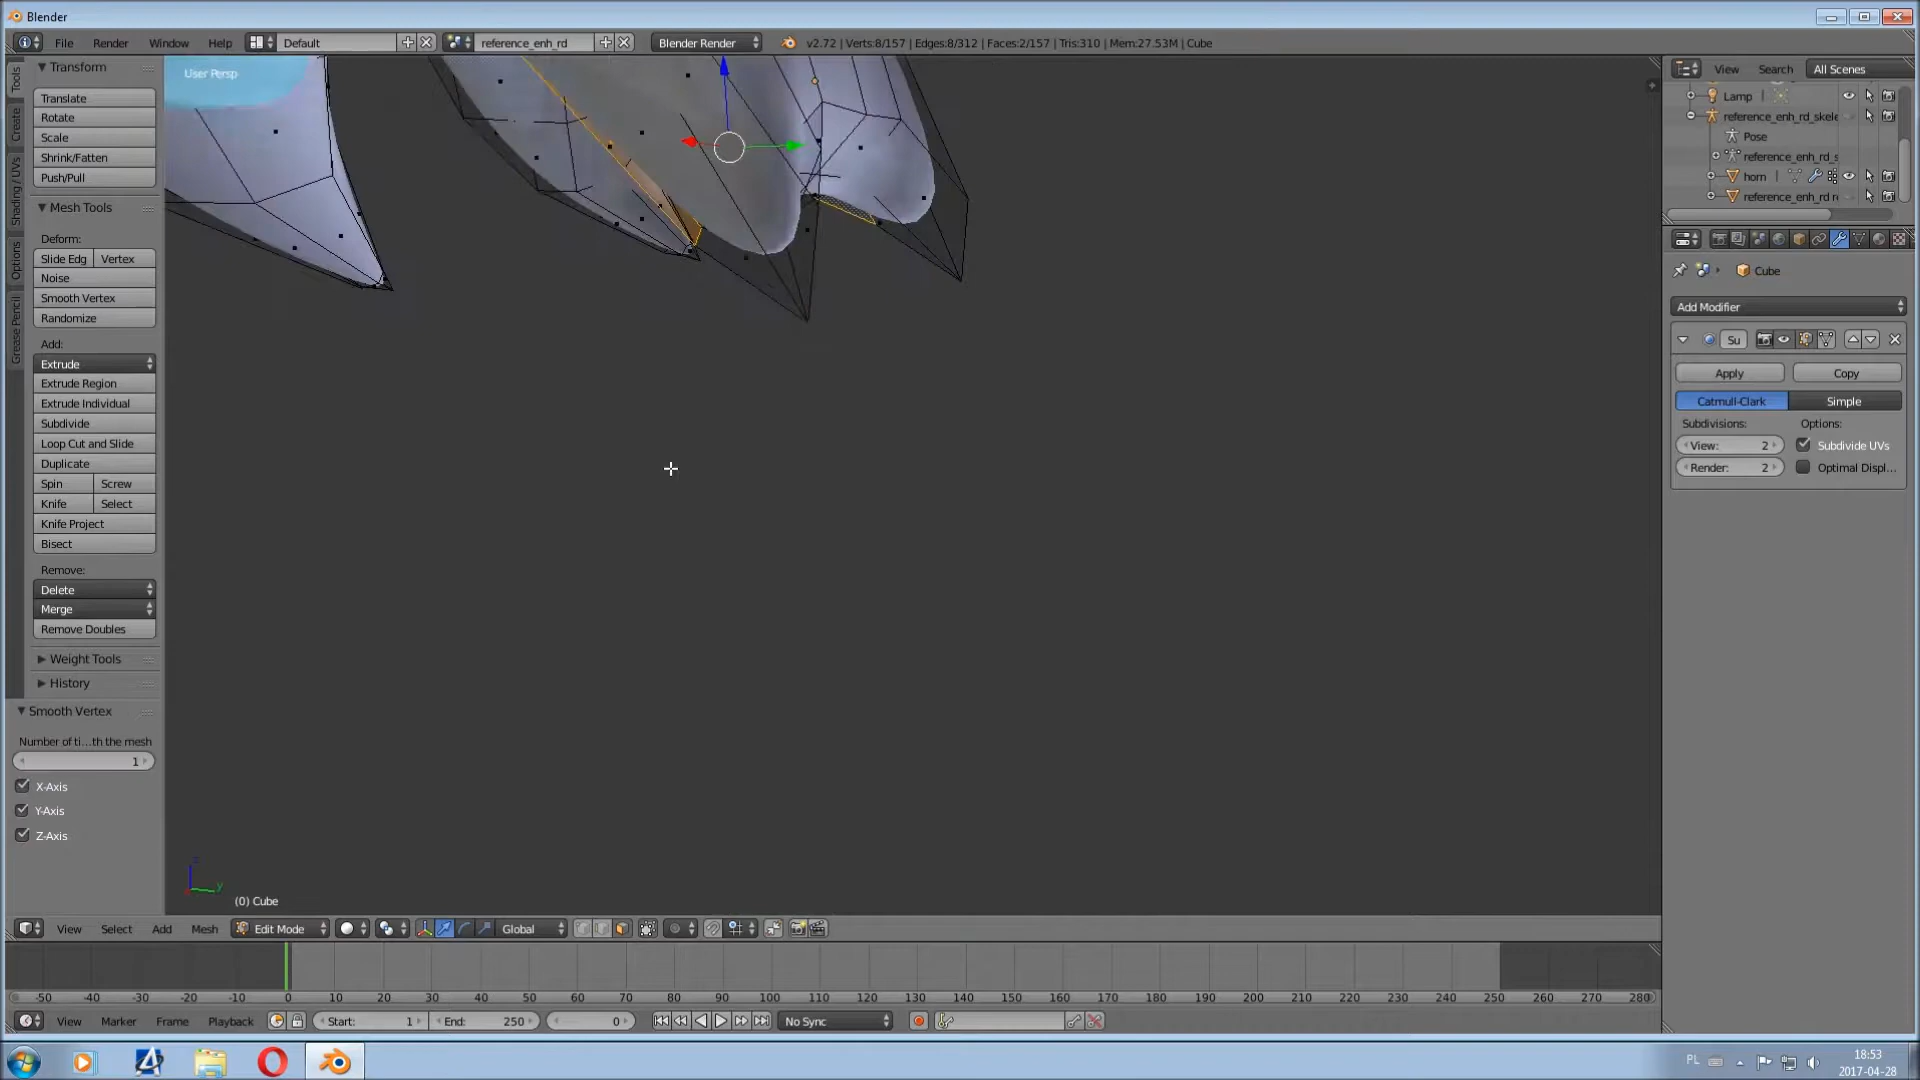 Blender
File Render Window Help Default reference_enh_rd Blender Render v2.72 | Verts:8/157 | Edges:8/312 | Faces:2/157 | Tris:310 | Mem:27.53M | Cube
Transform
User Persp
View Search All Scenes
Tools
Create
Shading / UVs
Options
Grease Pencil
Translate
Rotate
Scale
Shrink/Fatten
Push/Pull
Mesh Tools
Deform:
Slide Edg Vertex
Noise
Smooth Vertex
Randomize
Add:
Extrude
Extrude Region
Extrude Individual
Subdivide
Loop Cut and Slide
Duplicate
Spin Screw
Knife Select
Knife Project
Bisect
Remove:
Delete
Merge
Remove Doubles
Weight Tools
History
Smooth Vertex
Number of ti...th the mesh
1
X-Axis
Y-Axis
Z-Axis
Lamp
reference_enh_rd_skele
Pose
reference_enh_rd_s
horn
reference_enh_rd r
Cube
Add Modifier
Su
Apply Copy
Catmull-Clark Simple
Subdivisions: Options:
View: 2 Subdivide UVs
Render: 2 Optimal Displ...
z
y
(0) Cube
View Select Add Mesh Edit Mode Global
-50 -40 -30 -20 -10 0 10 20 30 40 50 60 70 80 90 100 110 120 130 140 150 160 170 180 190 200 210 220 230 240 250 260 270 280
View Marker Frame Playback Start: 1 End: 250 0 No Sync
PL
18:53
2017-04-28